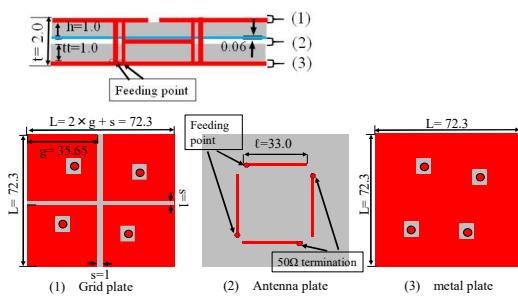 t= 2.0
h=1.0
tt=1.0
0.06
(1)
(2)
(3)
Feeding point
L= 2×g + s = 72.3
g= 35.65
L= 72.3
s=1
s=1
(1) Grid plate
Feeding
point
ℓ=33.0
50Ω termination
(2) Antenna plate
L= 72.3
L= 72.3
(3) metal plate